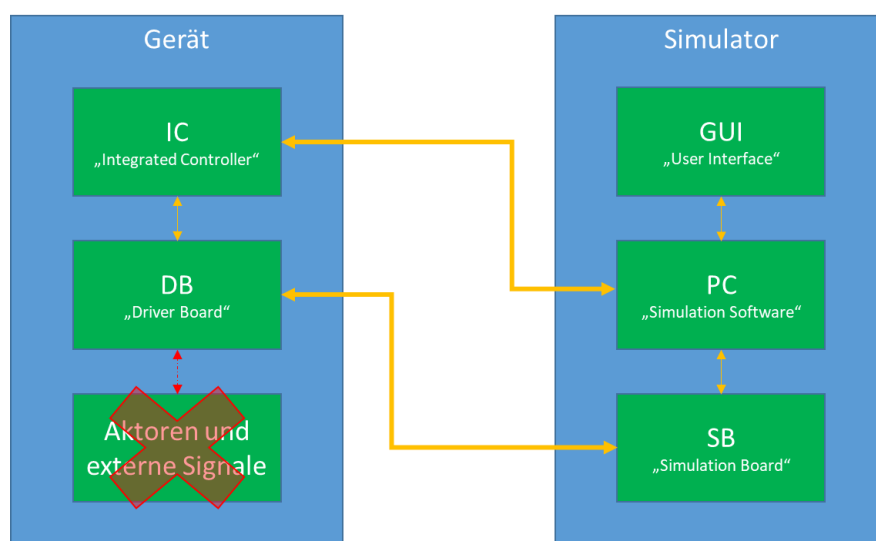 Gerät
IC
„Integrated Controller“
DB
„Driver Board“
Aktoren und
externe Signale
Simulator
GUI
„User Interface“
PC
„Simulation Software“
SB
„Simulation Board“